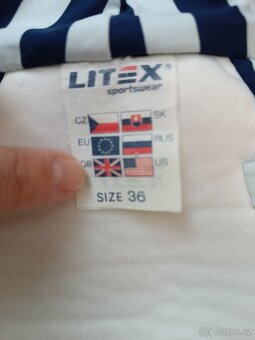 LITEX®
sportswear
CZ SK
EU RUS
GB US
SIZE 36
Bazos.cz